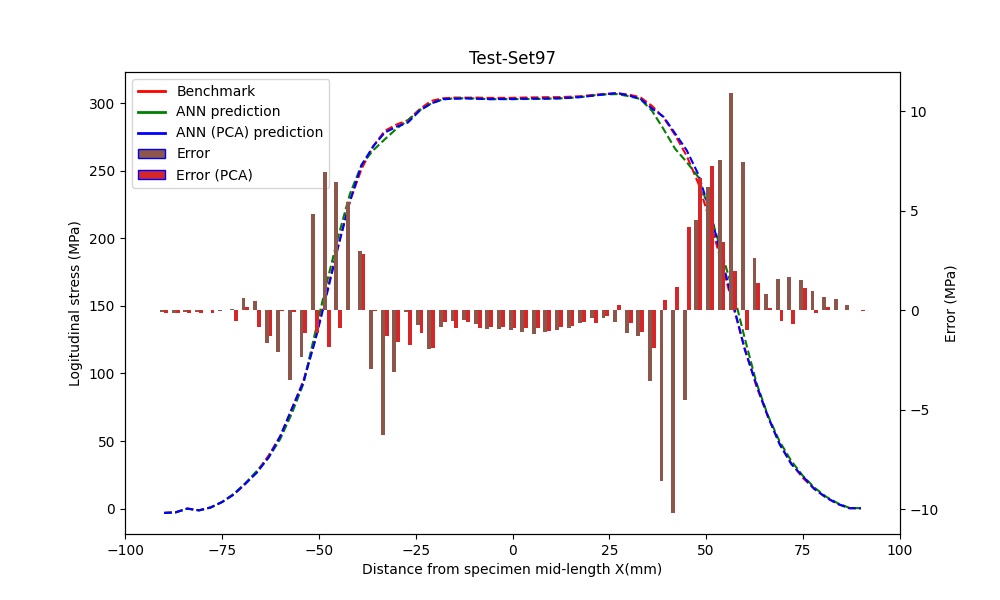 Test-Set97
Benchmark
ANN prediction
ANN (PCA) prediction
Error
Error (PCA)
Logitudinal stress (MPa)
300
250
200
150
100
50
0
10
5
0
−5
−10
Error (MPa)
−100 −75 −50 −25 0 25 50 75 100
Distance from specimen mid-length X(mm)